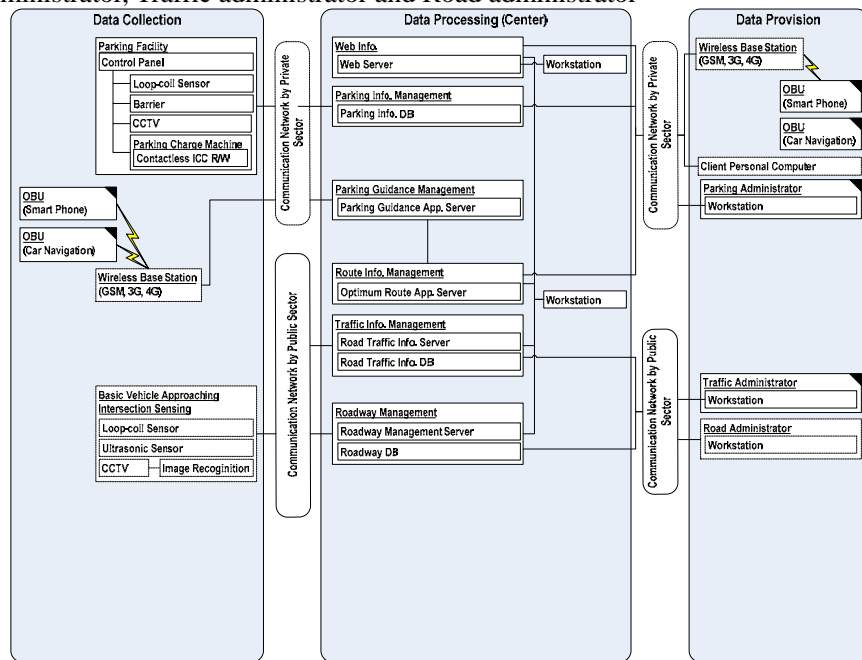 ministrator, Traffic administrator and Road administrator
Data Collection
Parking Facility
Control Panel
Loop-coil Sensor
Barrier
CCTV
Parking Charge Machine
Contactless ICC R/W
OBU
(Smart Phone)
OBU
(Car Navigation)
Wireless Base Station
(GSM, 3G, 4G)
Basic Vehicle Approaching
Intersection Sensing
Loop-coil Sensor
Ultrasonic Sensor
CCTV
Image Recoginition
Communication Network by Private
Sector
Communication Network by Public Sector
Data Processing (Center)
Web Info.
Web Server
Workstation
Parking Info. Management
Parking Info. DB
Parking Guidance Management
Parking Guidance App. Server
Route Info. Management
Optimum Route App. Server
Workstation
Traffic Info. Management
Road Traffic Info. Server
Road Traffic Info. DB
Roadway Management
Roadway Management Server
Roadway DB
Communication Network by Private
Sector
Communication Network by Public
Sector
Data Provision
Wireless Base Station
(GSM, 3G, 4G)
OBU
(Smart Phone)
OBU
(Car Navigation)
Client Personal Computer
Parking Administrator
Workstation
Traffic Administrator
Workstation
Road Administrator
Workstation